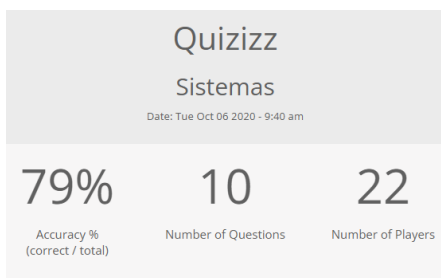 Quizizz
Sistemas
Date: Tue Oct 06 2020 - 9:40 am
79% 10 22
Accuracy % Number of Questions Number of Players
(correct / total)